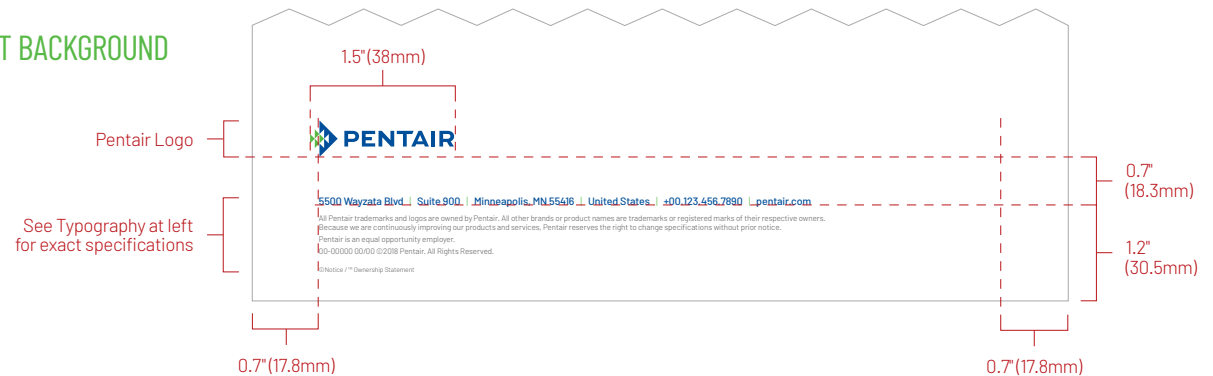 T BACKGROUND
1.5"(38mm)
Pentair Logo
PENTAIR
0.7"
(18.3mm)
See Typography at left
for exact specifications
5500 Wayzata Blvd | Suite 900 | Minneapolis, MN 55416 | United States | +00.123.456.7890 | pentair.com
All Pentair trademarks and logos are owned by Pentair. All other brands or product names are trademarks or registered marks of their respective owners.
Because we are continuously improving our products and services, Pentair reserves the right to change specifications without prior notice.
Pentair is an equal opportunity employer.
00-00000 00/00 ©2018 Pentair. All Rights Reserved.
©Notice / ™ Ownership Statement
1.2"
(30.5mm)
0.7"(17.8mm)
0.7"(17.8mm)